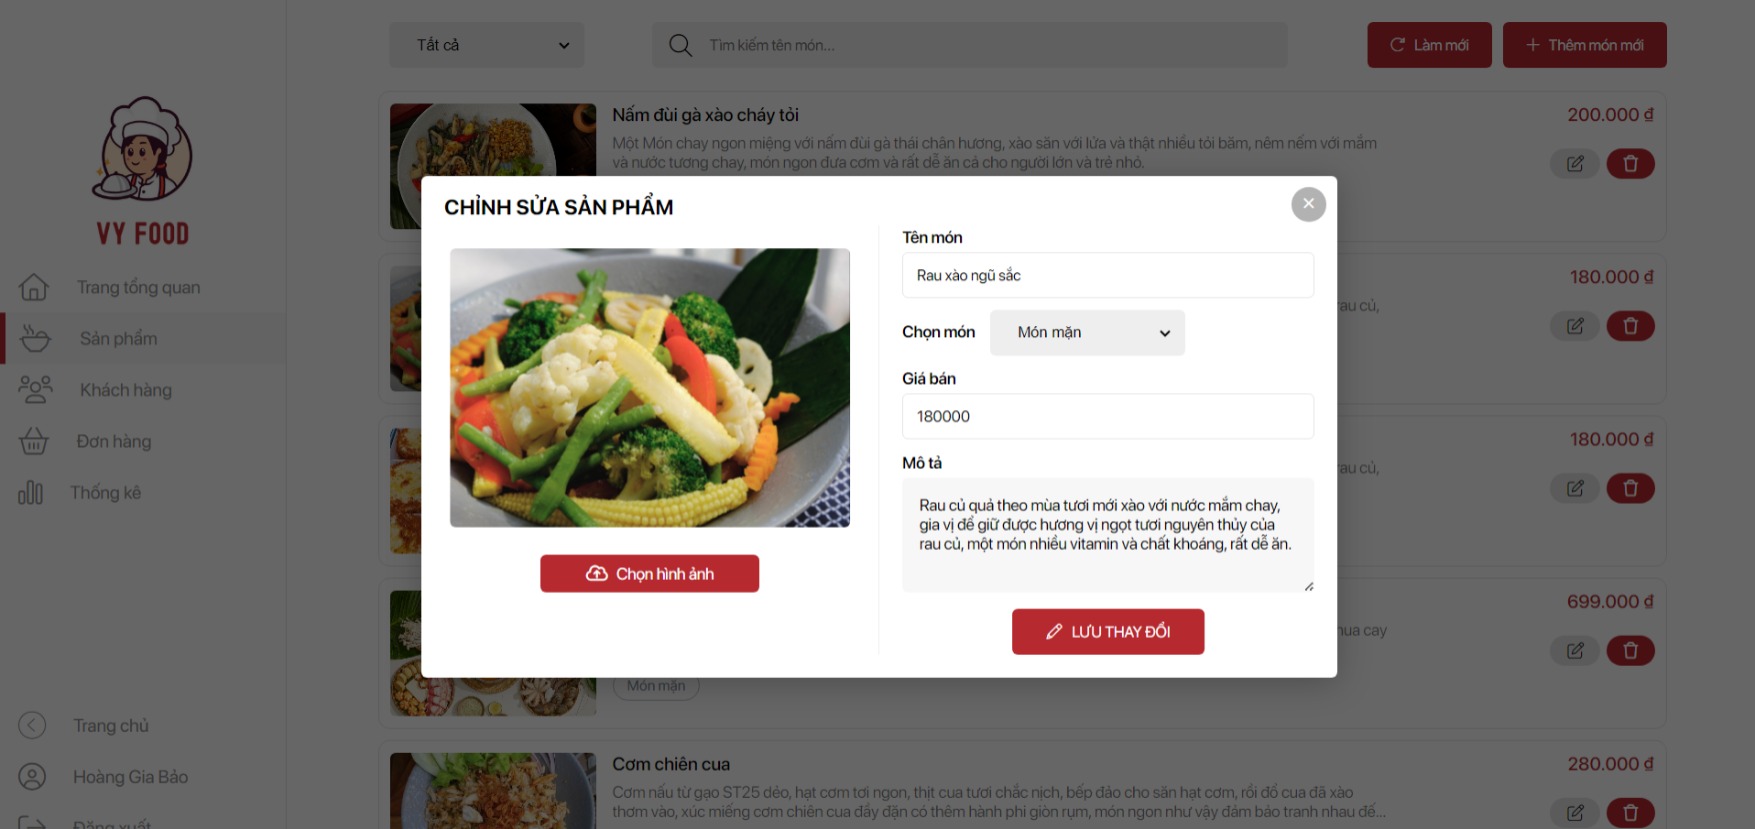 Tất cả
Tìm kiếm tên món...
Làm mới
Thêm món mới
VY FOOD
Trang tổng quan
Sản phẩm
Khách hàng
Đơn hàng
Thống kê
Trang chủ
Hoàng Gia Bảo
Đăng xuất
Nấm đùi gà xào cháy tỏi
200.000 ₫
Một Món chay ngon miệng với nấm đùi gà thái chân hương, xào săn với lửa và thật nhiều tỏi băm, nêm nếm với mắm
và nước tương chay, món ngon đưa cơm và rất dễ ăn cả cho người lớn và trẻ nhỏ.
CHỈNH SỬA SẢN PHẨM
Chọn hình ảnh
Tên món
Rau xào ngũ sắc
Chọn món
Món mặn
Giá bán
180000
Mô tả
Rau củ quả theo mùa tươi mới xào với nước mắm chay,
gia vị để giữ được hương vị ngọt tươi nguyên thủy của
rau củ, một món nhiều vitamin và chất khoáng, rất dễ ăn.
LƯU THAY ĐỔI
180.000 ₫
rau củ,
180.000 ₫
rau củ,
699.000 ₫
hua cay
Món mặn
Cơm chiên cua
280.000 ₫
Cơm nấu từ gạo ST25 dẻo, hạt cơm tơi ngon, thịt cua tươi chắc nịch, bếp đảo cho săn hạt cơm, rồi đổ cua đã xào
thơm vào, xúc miếng cơm chiên cua đầy đặn có thêm hành phi giòn rụm, món ngon như vậy đảm bảo tranh nhau để...